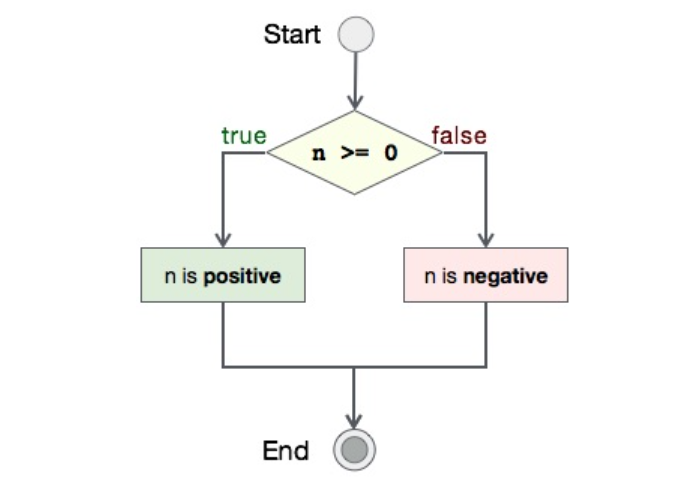 Start
true
false
n >= 0
n is positive
n is negative
End